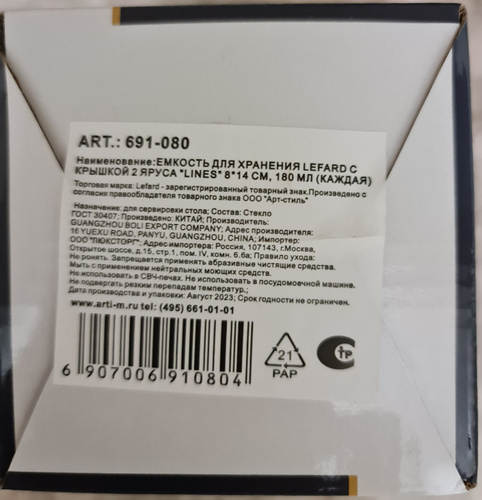 ART.: 691-080
Наименование:ЕМКОСТЬ ДЛЯ ХРАНЕНИЯ LEFARD С
КРЫШКОЙ 2 ЯРУСА "LINES" 8*14 СМ, 180 МЛ (КАЖДАЯ)
Торговая марка: Lefard - зарегистрированный товарный знак.Произведено с
согласия правообладателя товарного знака ООО "Арт-стиль"
Назначение: для сервировки стола; Состав: Стекло
ГОСТ 30407; Произведено: КИТАЙ; Производитель:
GUANGZHOU BOLI EXPORT COMPANY; Адрес производителя:
16 YUEXU ROAD, PANYU, GUANGZHOU, CHINA; Импортер:
ООО "ЛЮКСТОРГ"; Адрес импортера: Россия, 107143, г.Москва,
Открытое шоссе, д.15, стр.1, пом. IV, комн. 6.6а; Правило ухода:
Не ронять. Запрещается применять абразивные чистящие средства.
Мыть с применением нейтральных моющих средств.
Не использовать в СВЧ-печах. Не использовать в посудомоечной машине.
Не подвергать резким перепадам температур.;
Дата производства и упаковки: Август 2023; Срок годности не ограничен.
www.arti-m.ru tel: (495) 661-01-01
6 907006 910804
21
PAP
СТР